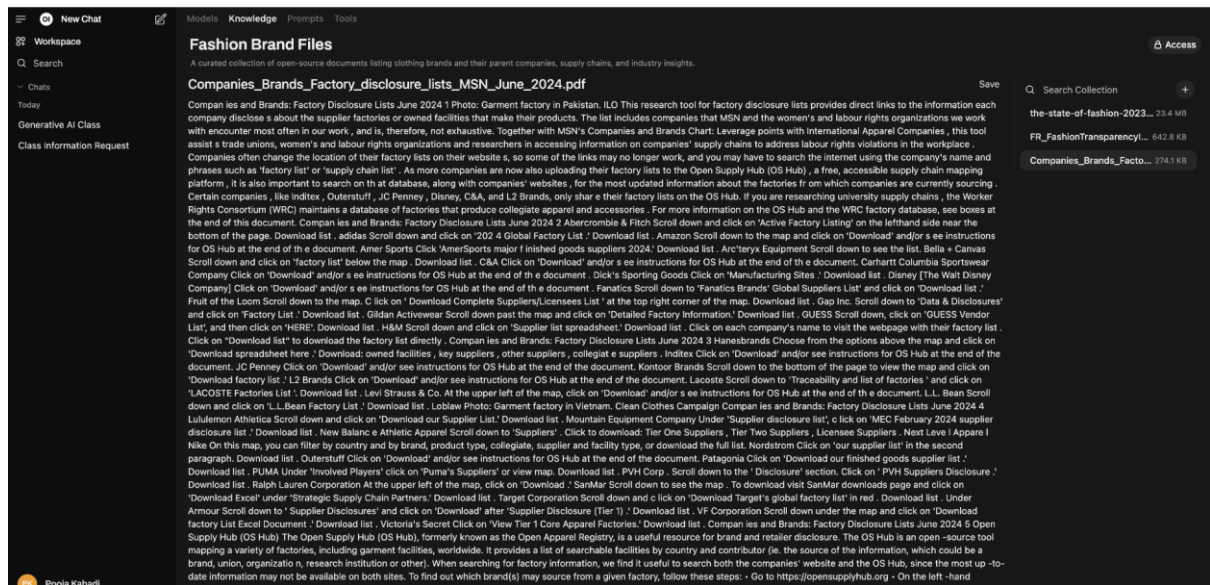 New Chat
Models Knowledge Prompts Tools
Workspace
Search
Chats
Today
Generative AI Class
Class Information Request
Fashion Brand Files
Access
A curated collection of open-source documents listing clothing brands and their parent companies, supply chains, and industry insights.
Companies_Brands_Factory_disclosure_lists_MSN_June_2024.pdf
Save
Search Collection
the-state-of-fashion-2023... 23.4 MB
FR_FashionTransparencyI... 642.8 KB
Companies_Brands_Facto... 274.1 KB
Compan ies and Brands: Factory Disclosure Lists June 2024 1 Photo: Garment factory in Pakistan. ILO This research tool for factory disclosure lists provides direct links to the information each
company disclose s about the supplier factories or owned facilities that make their products. The list includes companies that MSN and the women's and labour rights organizations we work
with encounter most often in our work , and is, therefore, not exhaustive. Together with MSN's Companies and Brands Chart: Leverage points with International Apparel Companies , this tool
assist s trade unions, women's and labour rights organizations and researchers in accessing information on companies' supply chains to address labour rights violations in the workplace .
Companies often change the location of their factory lists on their website s, so some of the links may no longer work, and you may have to search the internet using the company's name and
phrases such as 'factory list' or 'supply chain list' . As more companies are now also uploading their factory lists to the Open Supply Hub (OS Hub) , a free, accessible supply chain mapping
platform , it is also important to search on th at database, along with companies' websites , for the most updated information about the factories fr om which companies are currently sourcing .
Certain companies , like Inditex , Outerstuff , JC Penney , Disney, C&A, and L2 Brands, only shar e their factory lists on the OS Hub. If you are researching university supply chains , the Worker
Rights Consortium (WRC) maintains a database of factories that produce collegiate apparel and accessories . For more information on the OS Hub and the WRC factory database, see boxes at
the end of this document. Compan ies and Brands: Factory Disclosure Lists June 2024 2 Abercrombie & Fitch Scroll down and click on 'Active Factory Listing' on the lefthand side near the
bottom of the page. Download list . adidas Scroll down and click on '202 4 Global Factory List .' Download list . Amazon Scroll down to the map and click on 'Download' and/or s ee instructions
for OS Hub at the end of th e document. Amer Sports Click 'AmerSports major f inished goods suppliers 2024.' Download list . Arc'teryx Equipment Scroll down to see the list. Bella + Canvas
Scroll down and click on 'factory list' below the map . Download list . C&A Click on 'Download' and/or s ee instructions for OS Hub at the end of th e document. Carhartt Columbia Sportswear
Company Click on 'Download' and/or s ee instructions for OS Hub at the end of th e document . Dick's Sporting Goods Click on 'Manufacturing Sites .' Download list . Disney [The Walt Disney
Company] Click on 'Download' and/or s ee instructions for OS Hub at the end of th e document . Fanatics Scroll down to 'Fanatics Brands' Global Suppliers List' and click on 'Download list .'
Fruit of the Loom Scroll down to the map. C lick on ' Download Complete Suppliers/Licensees List ' at the top right corner of the map. Download list . Gap Inc. Scroll down to 'Data & Disclosures'
and click on 'Factory List .' Download list . Gildan Activewear Scroll down past the map and click on 'Detailed Factory Information.' Download list . GUESS Scroll down, click on 'GUESS Vendor
List', and then click on 'HERE'. Download list . H&M Scroll down and click on 'Supplier list spreadsheet.' Download list . Click on each company's name to visit the webpage with their factory list .
Click on "Download list" to download the factory list directly . Compan ies and Brands: Factory Disclosure Lists June 2024 3 Hanesbrands Choose from the options above the map and click on
'Download spreadsheet here .' Download: owned facilities , key suppliers , other suppliers , collegiat e suppliers . Inditex Click on 'Download' and/or see instructions for OS Hub at the end of the
document. JC Penney Click on 'Download' and/or see instructions for OS Hub at the end of the document. Kontoor Brands Scroll down to the bottom of the page to view the map and click on
'Download factory list .' L2 Brands Click on 'Download' and/or see instructions for OS Hub at the end of the document. Lacoste Scroll down to 'Traceability and list of factories ' and click on
'LACOSTE Factories List '. Download list . Levi Strauss & Co. At the upper left of the map, click on 'Download' and/or s ee instructions for OS Hub at the end of th e document. L.L. Bean Scroll
down and click on 'L.L.Bean Factory List .' Download list . Loblaw Photo: Garment factory in Vietnam. Clean Clothes Campaign Compan ies and Brands: Factory Disclosure Lists June 2024 4
Lululemon Athletica Scroll down and click on 'Download our Supplier List.' Download list . Mountain Equipment Company Under 'Supplier disclosure list', c lick on 'MEC February 2024 supplier
disclosure list .' Download list . New Balanc e Athletic Apparel Scroll down to 'Suppliers' . Click to download: Tier One Suppliers , Tier Two Suppliers , Licensee Suppliers . Next Leve l Appare l
Nike On this map, you can filter by country and by brand, product type, collegiate, supplier and facility type, or download the full list. Nordstrom Click on 'our supplier list' in the second
paragraph. Download list . Outerstuff Click on 'Download' and/or see instructions for OS Hub at the end of the document. Patagonia Click on 'Download our finished goods supplier list .'
Download list . PUMA Under 'Involved Players' click on 'Puma's Suppliers' or view map. Download list . PVH Corp . Scroll down to the ' Disclosure' section. Click on ' PVH Suppliers Disclosure .'
Download list . Ralph Lauren Corporation At the upper left of the map, click on 'Download .' SanMar Scroll down to see the map . To download visit SanMar downloads page and click on
'Download Excel' under 'Strategic Supply Chain Partners.' Download list . Target Corporation Scroll down and c lick on 'Download Target's global factory list' in red . Download list . Under
Armour Scroll down to ' Supplier Disclosures' and click on 'Download' after 'Supplier Disclosure (Tier 1) .' Download list . VF Corporation Scroll down under the map and click on 'Download
factory List Excel Document .' Download list . Victoria's Secret Click on 'View Tier 1 Core Apparel Factories.' Download list . Compan ies and Brands: Factory Disclosure Lists June 2024 5 Open
Supply Hub (OS Hub) The Open Supply Hub (OS Hub), formerly known as the Open Apparel Registry, is a useful resource for brand and retailer disclosure. The OS Hub is an open -source tool
mapping a variety of factories, including garment facilities, worldwide. It provides a list of searchable facilities by country and contributor (ie. the source of the information, which could be a
brand, union, organizatio n, research institution or other). When searching for factory information, we find it useful to search both the companies' website and the OS Hub, since the most up -to-
date information may not be available on both sites. To find out which brand(s) may source from a given factory, follow these steps: • Go to https://opensupplyhub.org • On the left -hand
Pooja Kabadi